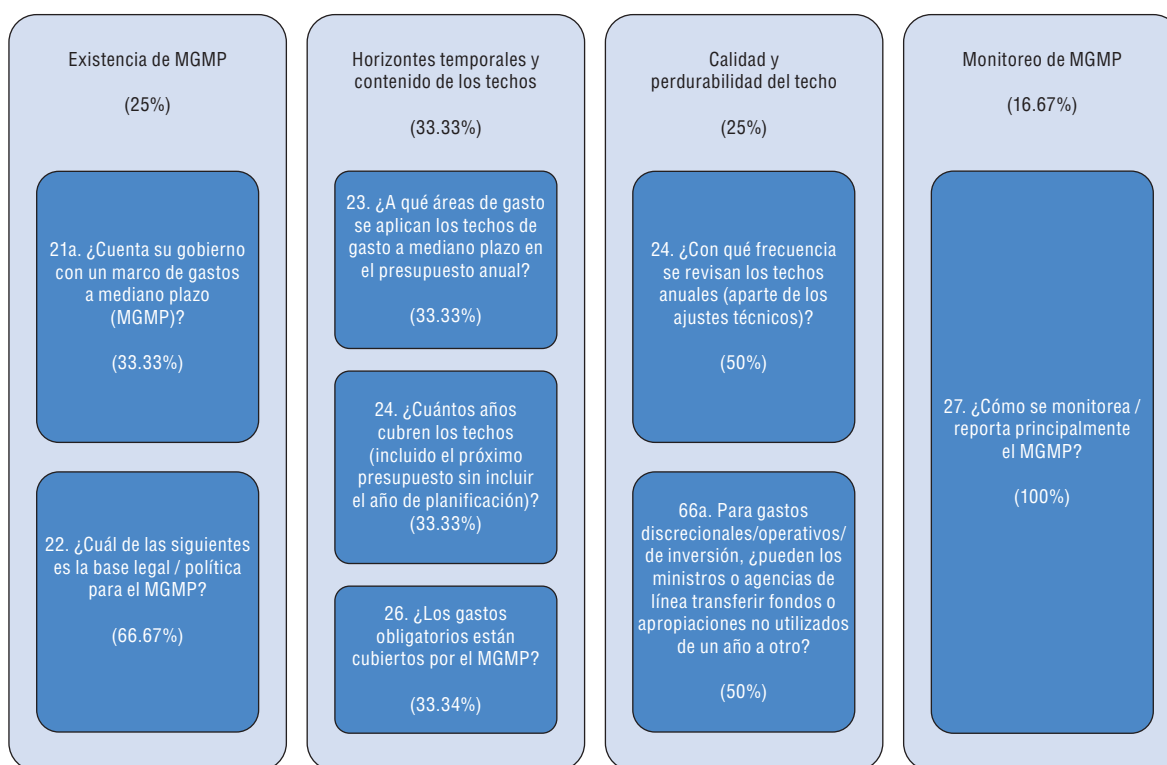 Existencia de MGMP
(25%)
21a. ¿Cuenta su gobierno
con un marco de gastos
a mediano plazo
(MGMP)?
(33.33%)
22. ¿Cuál de las siguientes
es la base legal / política
para el MGMP?
(66.67%)
Horizontes temporales y
contenido de los techos
(33.33%)
23. ¿A qué áreas de gasto
se aplican los techos de
gasto a mediano plazo en
el presupuesto anual?
(33.33%)
24. ¿Cuántos años
cubren los techos
(incluido el próximo
presupuesto sin incluir
el año de planificación)?
(33.33%)
26. ¿Los gastos
obligatorios están
cubiertos por el MGMP?
(33.34%)
Calidad y
perdurabilidad del techo
(25%)
24. ¿Con qué frecuencia
se revisan los techos
anuales (aparte de los
ajustes técnicos)?
(50%)
66a. Para gastos
discrecionales/operativos/
de inversión, ¿pueden los
ministros o agencias de
línea transferir fondos o
apropiaciones no utilizados
de un año a otro?
(50%)
Monitoreo de MGMP
(16.67%)
27. ¿Cómo se monitorea /
reporta principalmente
el MGMP?
(100%)